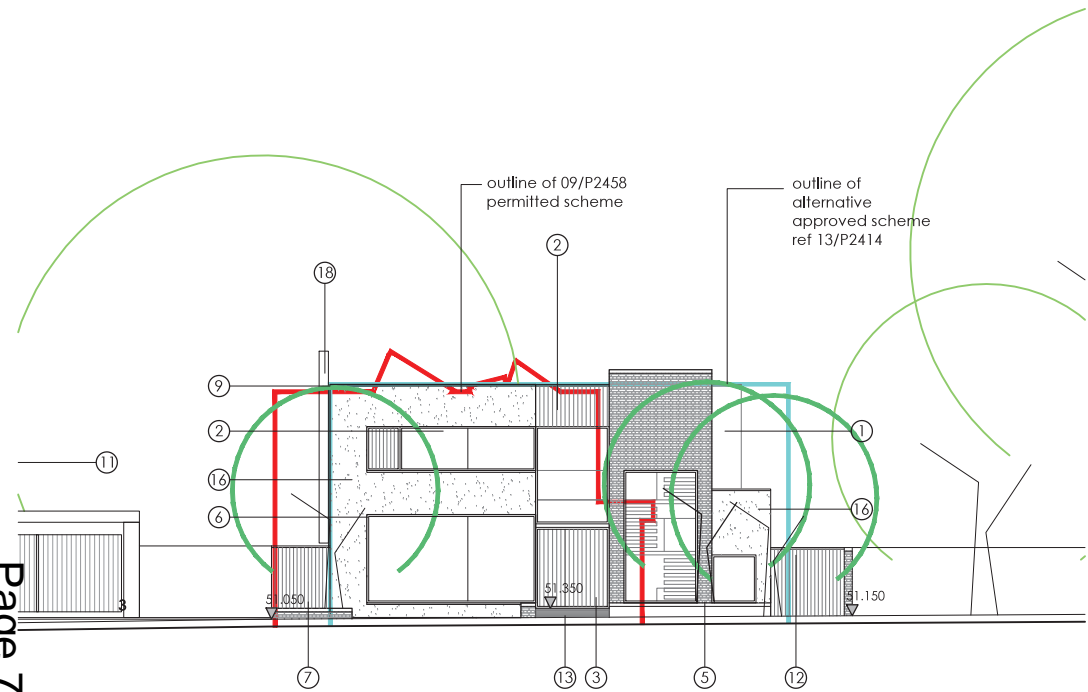 outline of 09/P2458
permitted scheme
outline of
alternative
approved scheme
ref 13/P2414
2
18
9
2
1
11
16
16
6
3
51.050
51.350
51.150
7
13
3
5
12
Page 7